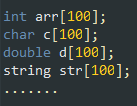 int arr[100];
char c[100];
double d[100];
string str[100];
.......